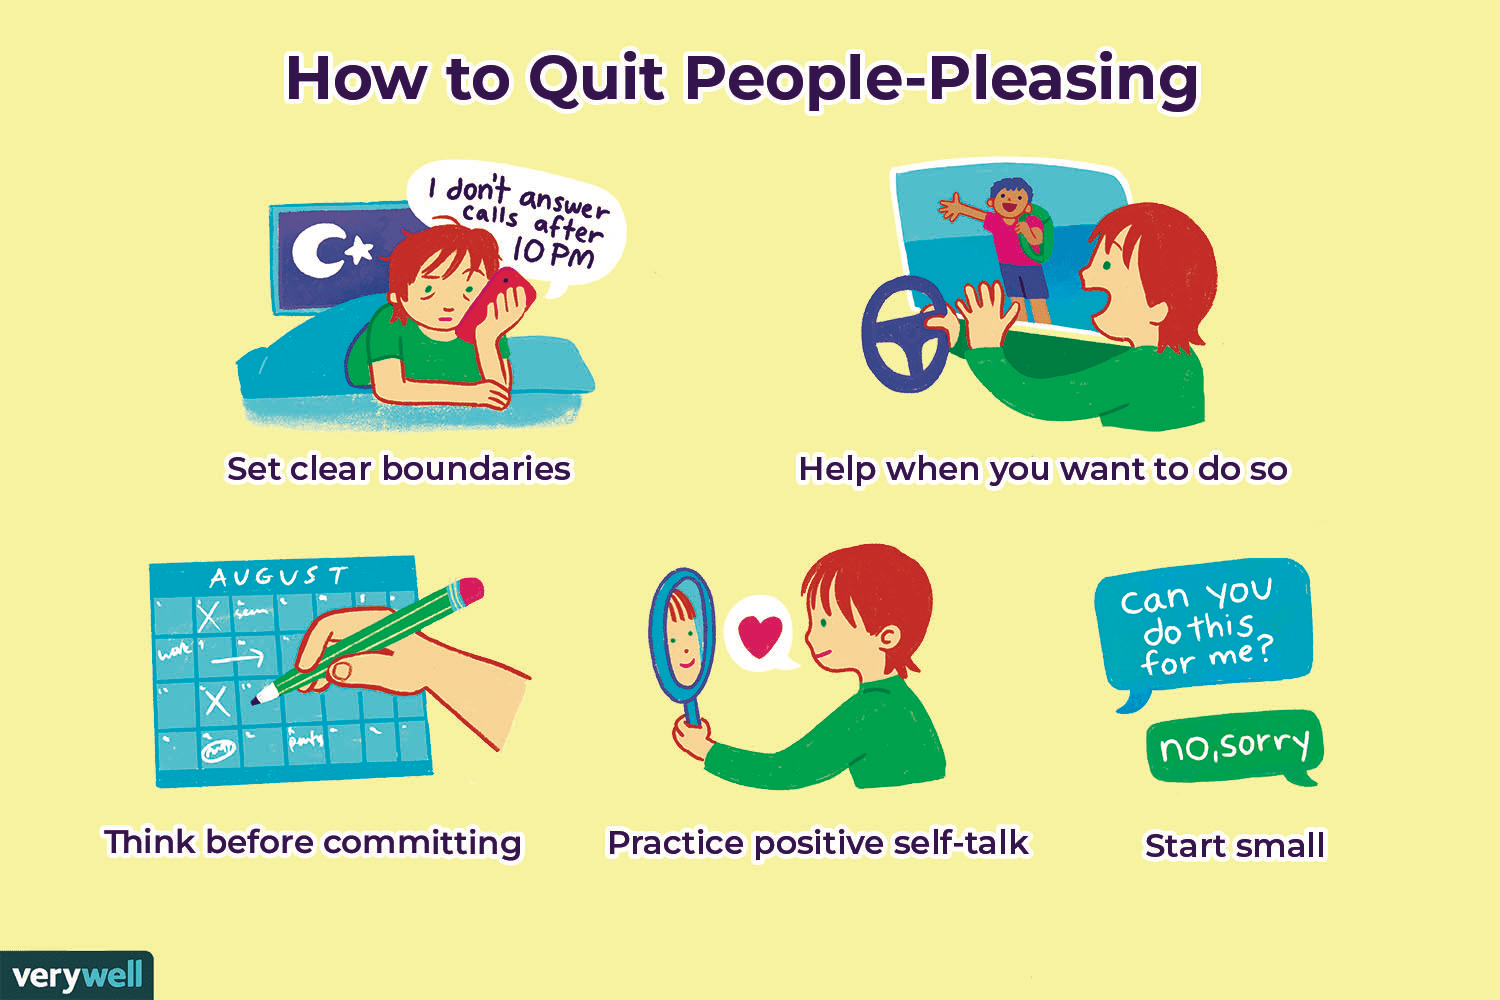 How to Quit People-Pleasing
I don't answer
calls after
10 PM
Set clear boundaries
Help when you want to do so
AUGUST
work
party
Think before committing
Practice positive self-talk
can you
do this
for me?
no, sorry
Start small
verywell